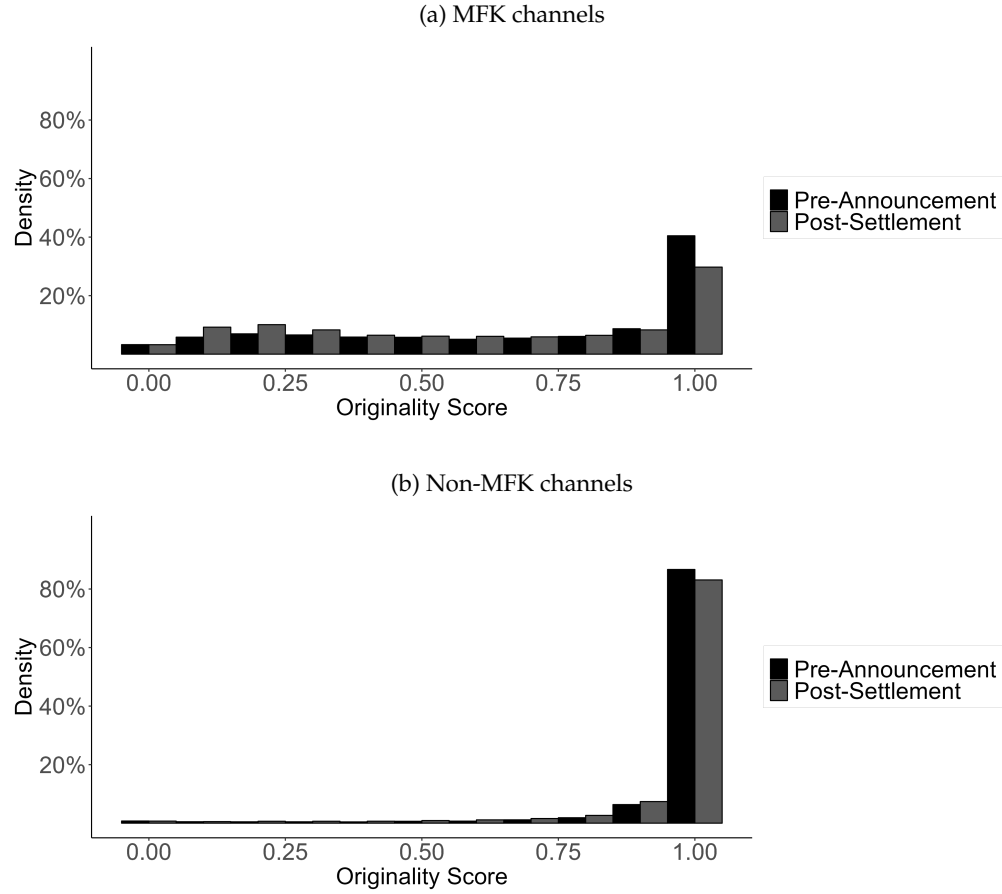 (a) MFK channels
80%
60%
40%
20%
Density
0.00 0.25 0.50 0.75 1.00
Originality Score
Pre-Announcement
Post-Settlement
(b) Non-MFK channels
80%
60%
40%
20%
Density
0.00 0.25 0.50 0.75 1.00
Originality Score
Pre-Announcement
Post-Settlement